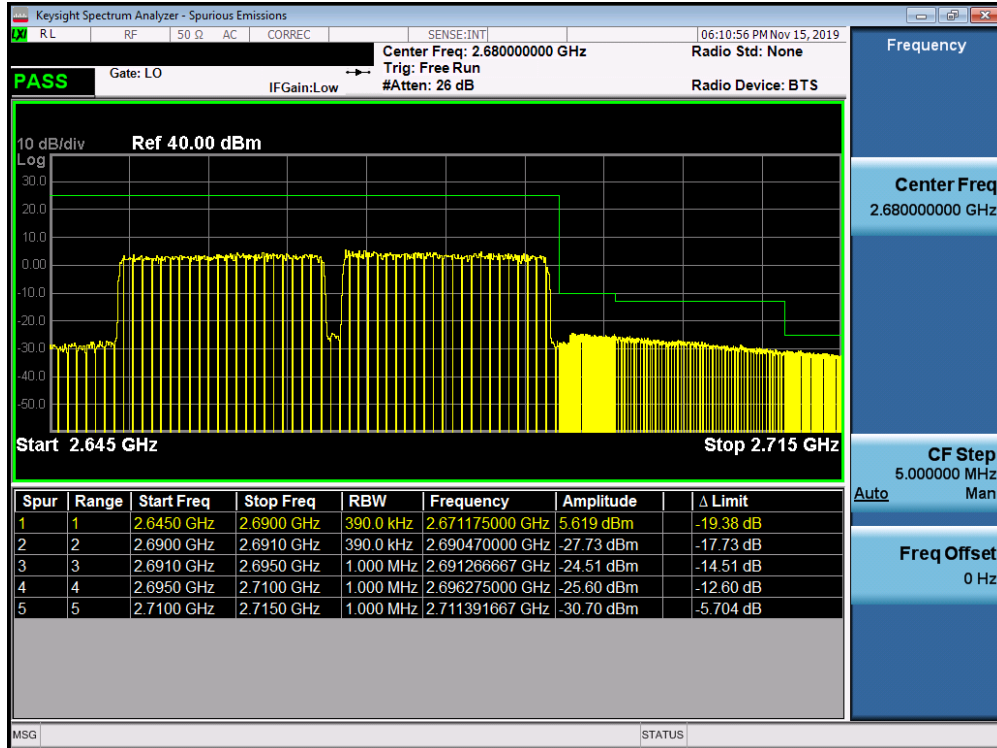 Keysight Spectrum Analyzer - Spurious Emissions
LXI RL RF 50 Ω AC CORREC SENSE:INT 06:10:56 PM Nov 15, 2019
Center Freq: 2.680000000 GHz Radio Std: None
PASS Gate: LO Trig: Free Run
IFGain:Low #Atten: 26 dB Radio Device: BTS
10 dB/div Ref 40.00 dBm
Log
30.0
20.0
10.0
0.00
-10.0
-20.0
-30.0
-40.0
-50.0
Start 2.645 GHz Stop 2.715 GHz
Spur Range Start Freq Stop Freq RBW Frequency Amplitude Δ Limit
1 1 2.6450 GHz 2.6900 GHz 390.0 kHz 2.671175000 GHz 5.619 dBm -19.38 dB
2 2 2.6900 GHz 2.6910 GHz 390.0 kHz 2.690470000 GHz -27.73 dBm -17.73 dB
3 3 2.6910 GHz 2.6950 GHz 1.000 MHz 2.691266667 GHz -24.51 dBm -14.51 dB
4 4 2.6950 GHz 2.7100 GHz 1.000 MHz 2.696275000 GHz -25.60 dBm -12.60 dB
5 5 2.7100 GHz 2.7150 GHz 1.000 MHz 2.711391667 GHz -30.70 dBm -5.704 dB
MSG STATUS
Frequency
Center Freq
2.680000000 GHz
CF Step
5.000000 MHz
Auto Man
Freq Offset
0 Hz